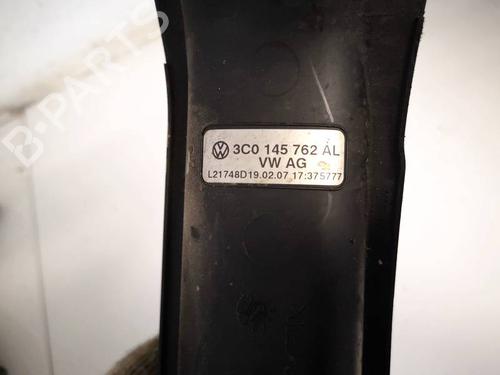 B-PARTS
3C0 145 762 AL
VW AG
L21748D19.02.07 17:375777